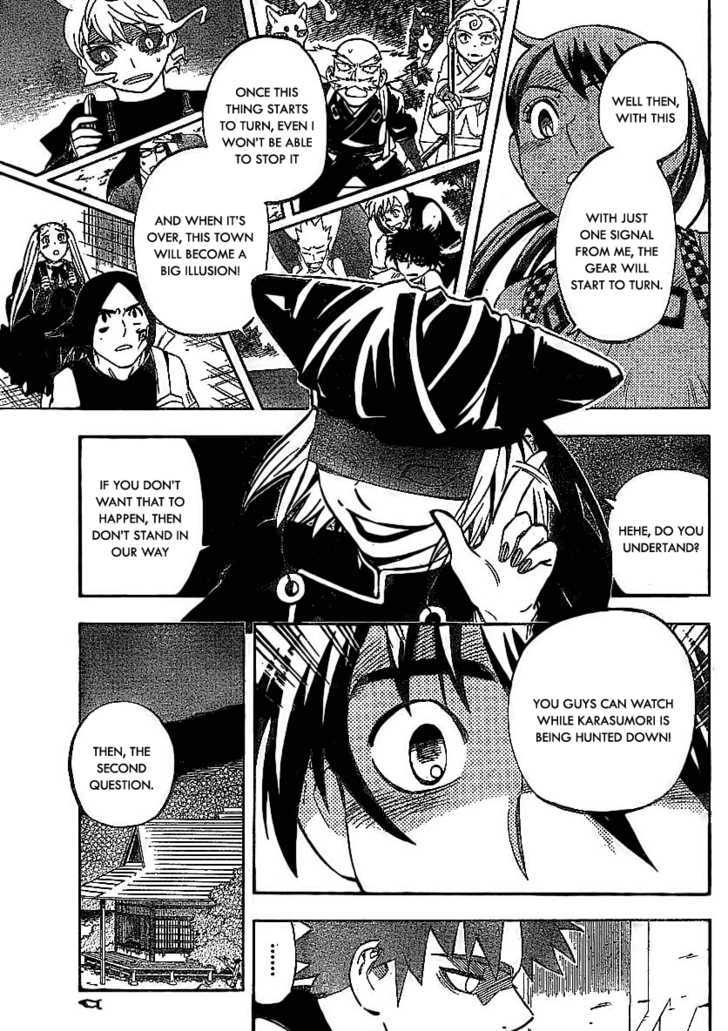 WELL THEN,
WITH THIS
WITH JUST
ONE SIGNAL
FROM ME, THE
GEAR WILL
START TO TURN.
ONCE THIS
THING STARTS
TO TURN, EVEN I
WON'T BE ABLE
TO STOP IT
AND WHEN IT'S
OVER, THIS TOWN
WILL BECOME A
BIG ILLUSION!
HEHE, DO YOU
UNDERTAND?
IF YOU DON'T
WANT THAT TO
HAPPEN, THEN
DON'T STAND IN
OUR WAY
YOU GUYS CAN WATCH
WHILE KARASUMORI IS
BEING HUNTED DOWN!
THEN, THE
SECOND
QUESTION.
........